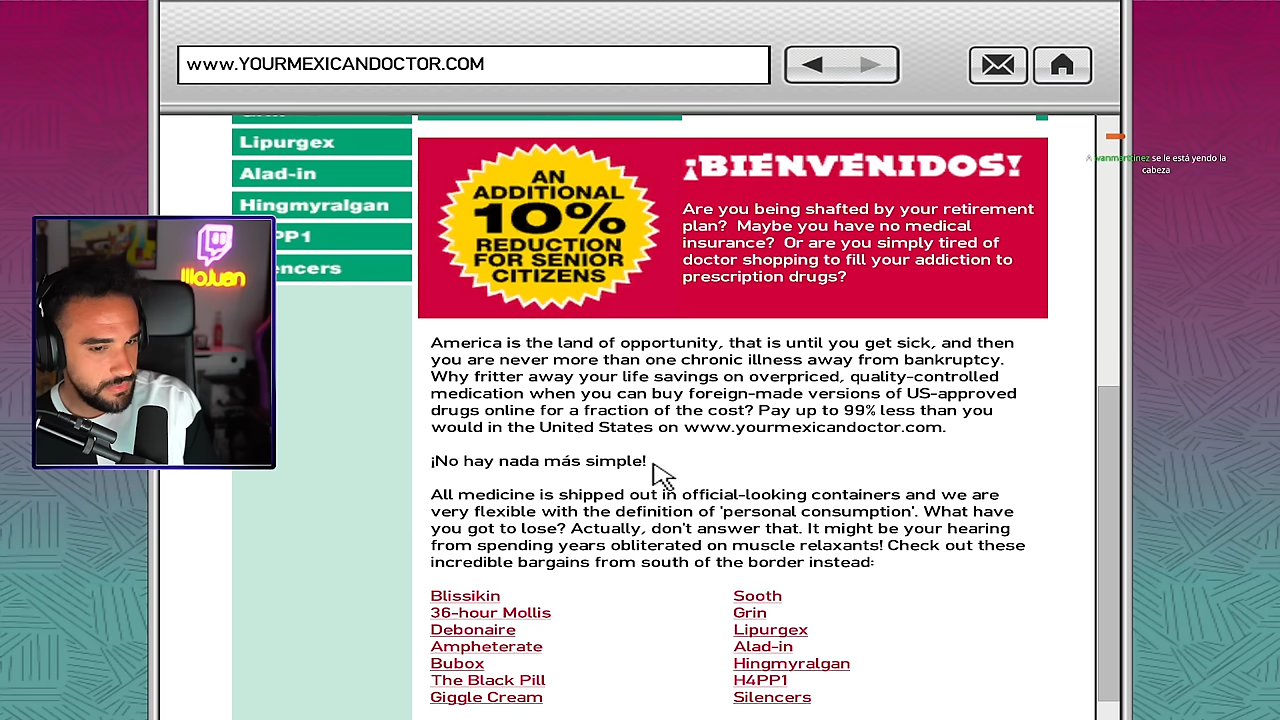 www.YOURMEXICANDOCTOR.COM
Lipurgex
Alad-in
Hingmyralgan
PP1
encers
AN
ADDITIONAL
10%
REDUCTION
FOR SENIOR
CITIZENS
¡BIENVENIDOS!
Are you being shafted by your retirement
plan? Maybe you have no medical
insurance? Or are you simply tired of
doctor shopping to fill your addiction to
prescription drugs?
se le está yendo la
cabeza
America is the land of opportunity, that is until you get sick, and then
you are never more than one chronic illness away from bankruptcy.
Why fritter away your life savings on overpriced, quality-controlled
medication when you can buy foreign-made versions of US-approved
drugs online for a fraction of the cost? Pay up to 99% less than you
would in the United States on www.yourmexicandoctor.com.
¡No hay nada más simple!
All medicine is shipped out in official-looking containers and we are
very flexible with the definition of 'personal consumption'. What have
you got to lose? Actually, don't answer that. It might be your hearing
from spending years obliterated on muscle relaxants! Check out these
incredible bargains from south of the border instead:
Blissikin
36-hour Mollis
Debonaire
Ampheterate
Bubox
The Black Pill
Giggle Cream
Sooth
Grin
Lipurgex
Alad-in
Hingmyralgan
H4PP1
Silencers